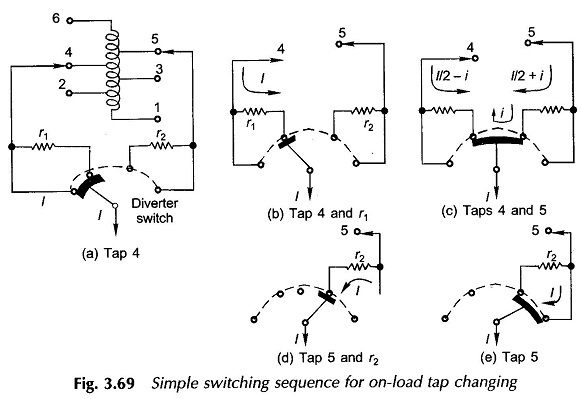 6
4
2
5
3
1
r1
r2
I
I
Diverter
switch
(a) Tap 4
4
5
I
r1
r2
I
(b) Tap 4 and r1
4
5
I/2 – i
I/2 + i
i
I
(c) Taps 4 and 5
5
r2
I
I
(d) Tap 5 and r2
5
r2
I
I
(e) Tap 5
Fig. 3.69 Simple switching sequence for on-load tap changing